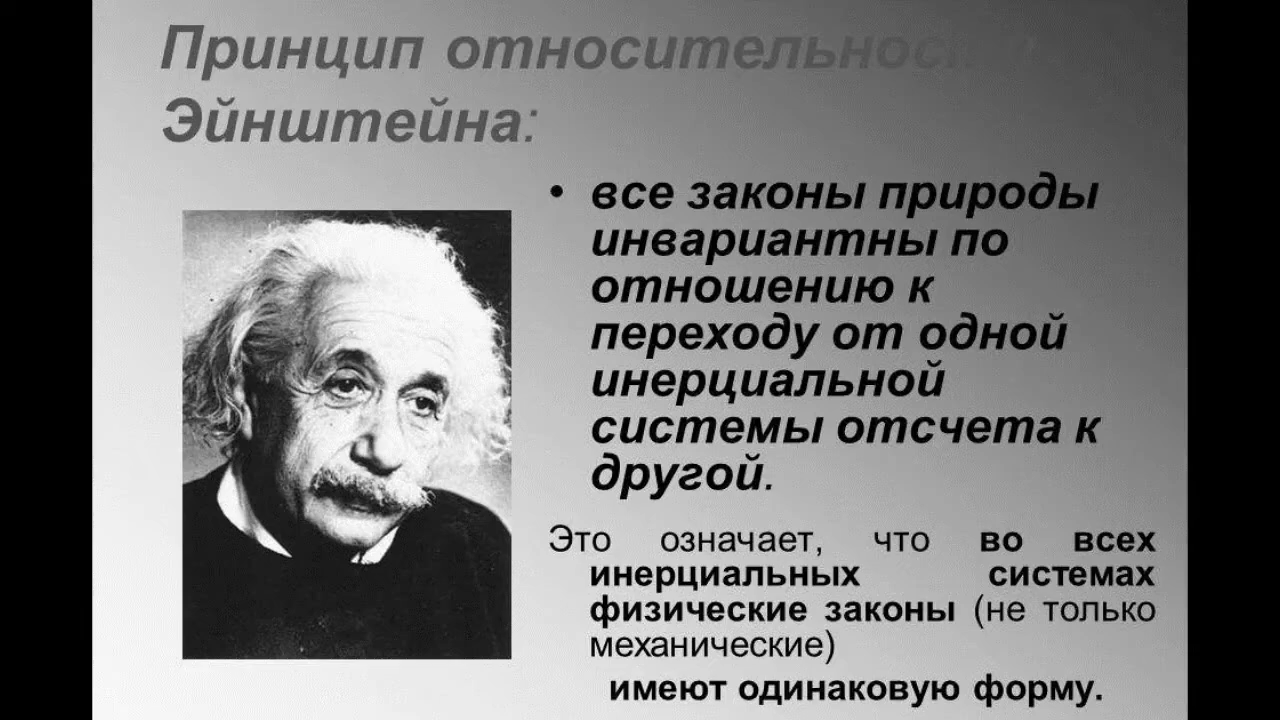 Принцип относительности
Эйнштейна:
• все законы природы
инвариантны по
отношению к
переходу от одной
инерциальной
системы отсчета к
другой.
Это означает, что во всех
инерциальных системах
физические законы (не только
механические)
имеют одинаковую форму.